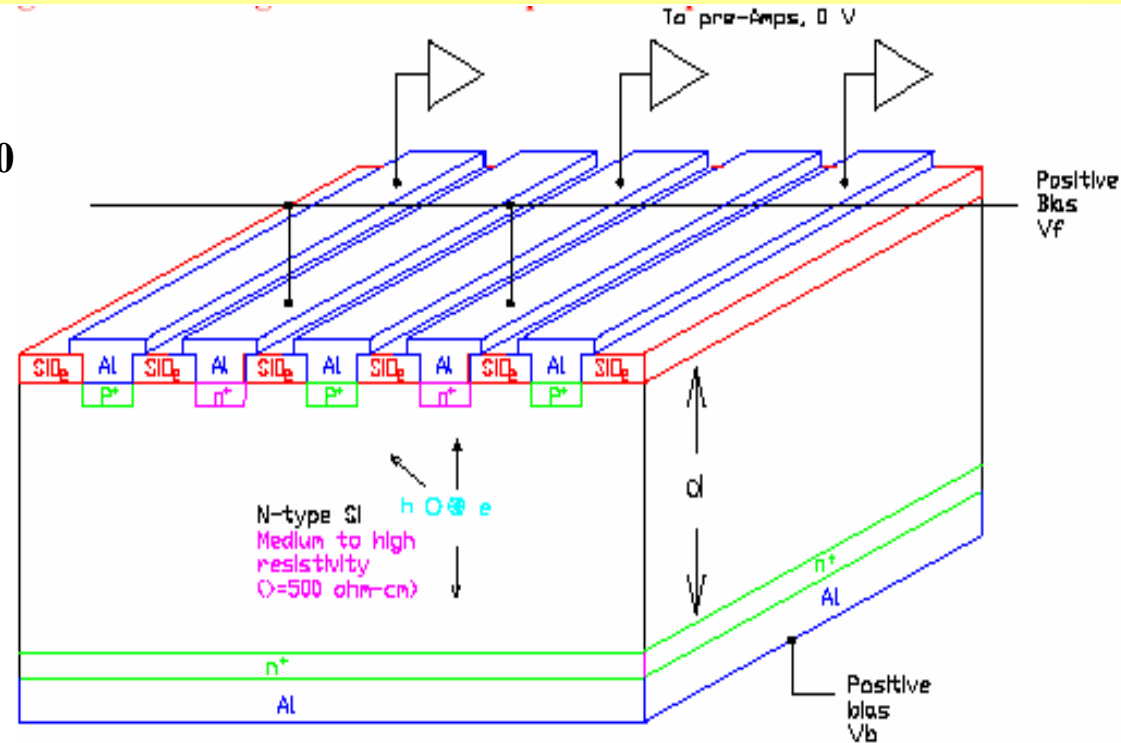 To pre-Amps, 0 V
0
Positive
Bias
Vf
SiO₂ Al SiO₂ Al SiO₂ Al SiO₂ Al SiO₂ Al SiO₂
P⁺ n⁺ P⁺ n⁺ P⁺
d
h e
N-type Si
Medium to high
resistivity
(>=500 ohm-cm)
n⁺
Al
n⁺
Al
Positive
bias
Vb